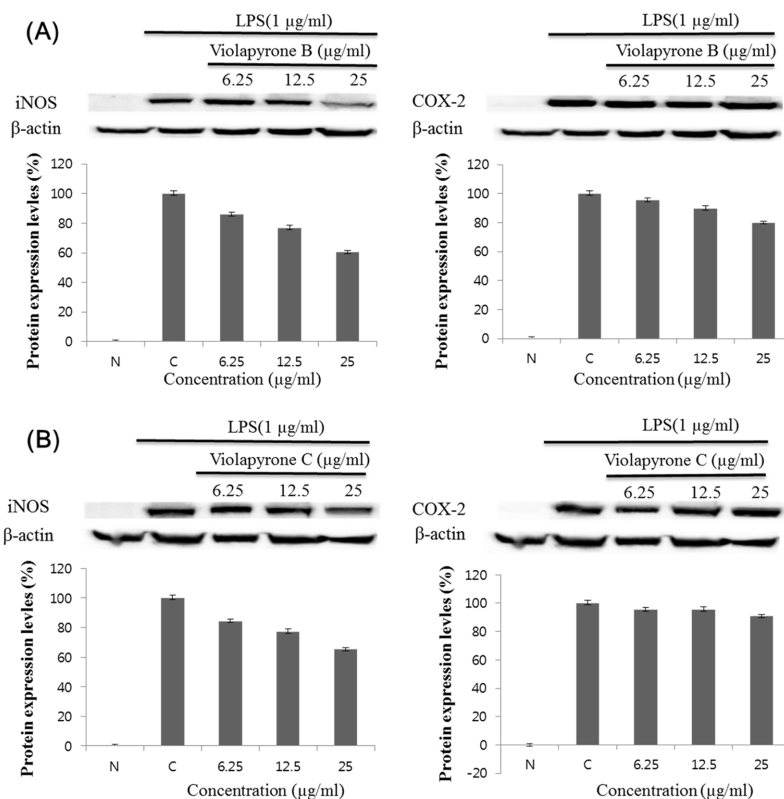 (A)
LPS(1 µg/ml)
Violapyrone B (µg/ml)
6.25 12.5 25
iNOS
β-actin
Protein expression levles (%)
120
100
80
60
40
20
0
N C 6.25 12.5 25
Concentration (µg/ml)
LPS(1 µg/ml)
Violapyrone B (µg/ml)
6.25 12.5 25
COX-2
β-actin
Protein expression levles (%)
120
100
80
60
40
20
0
N C 6.25 12.5 25
Concentration (µg/ml)
(B)
LPS(1 µg/ml)
Violapyrone C (µg/ml)
6.25 12.5 25
iNOS
β-actin
Protein expression levles (%)
120
100
80
60
40
20
0
N C 6.25 12.5 25
Concentration (µg/ml)
LPS(1 µg/ml)
Violapyrone C (µg/ml)
6.25 12.5 25
COX-2
β-actin
Protein expression levles (%)
120
100
80
60
40
20
0
-20
N C 6.25 12.5 25
Concentration (µg/ml)